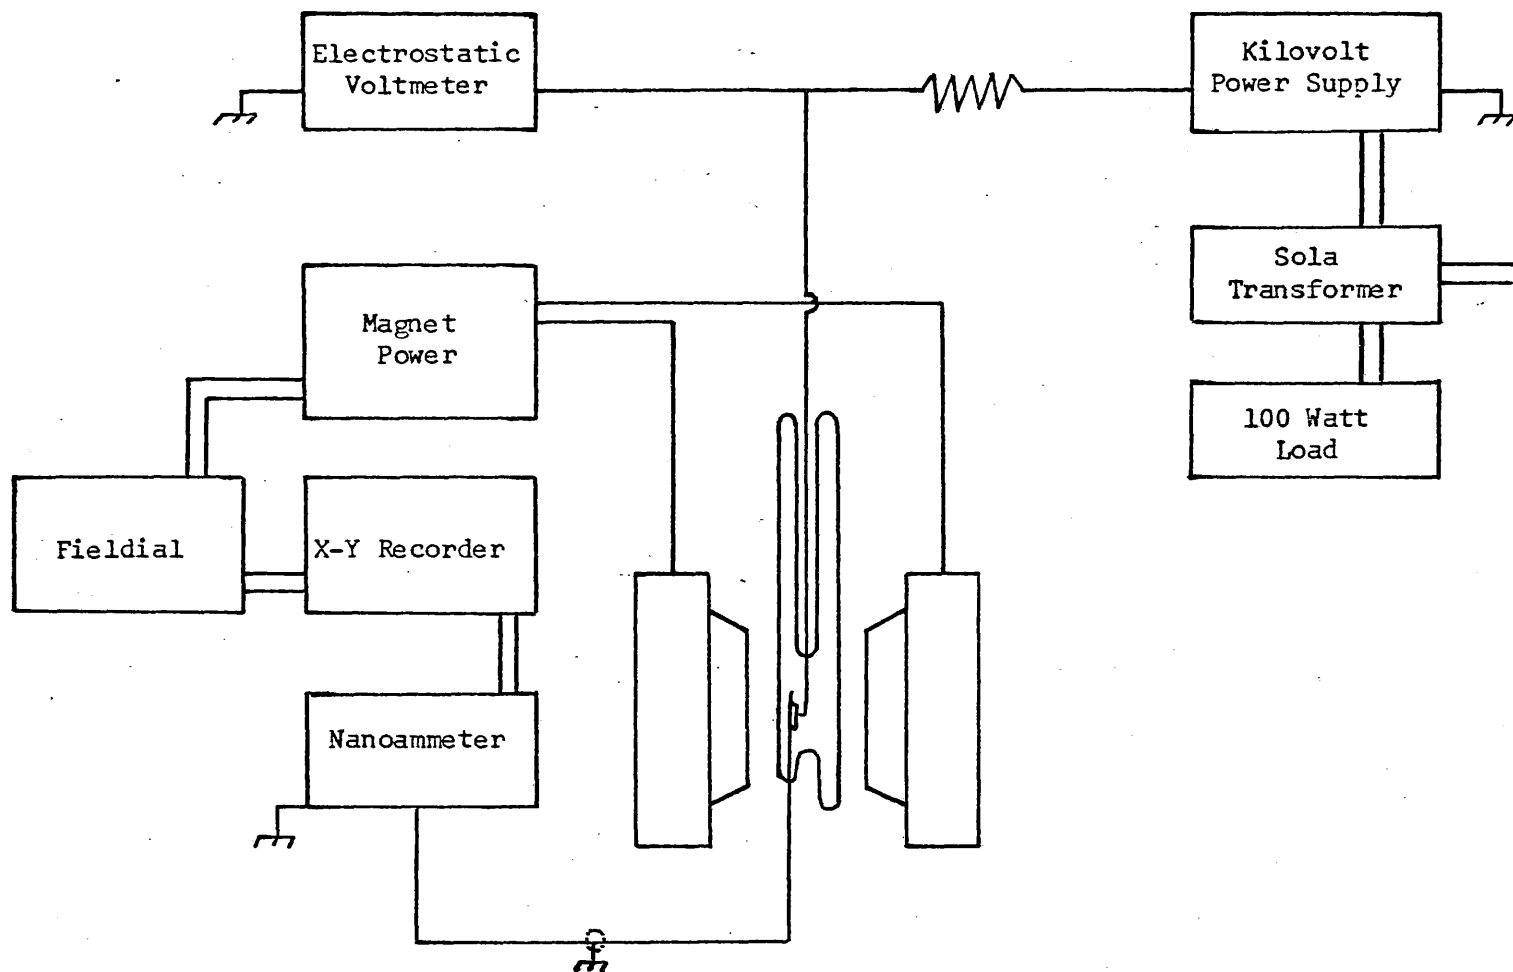 Electrostatic
Voltmeter
Kilovolt
Power Supply
Sola
Transformer
Magnet
Power
100 Watt
Load
Fieldial
X-Y Recorder
Nanoammeter